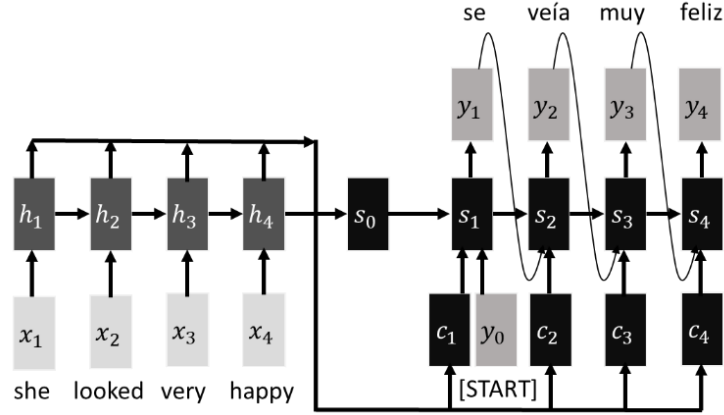 se veía muy feliz
y₁ y₂ y₃ y₄
h₁ h₂ h₃ h₄ s₀ s₁ s₂ s₃ s₄
x₁ x₂ x₃ x₄ c₁ y₀ c₂ c₃ c₄
she looked very happy [START]